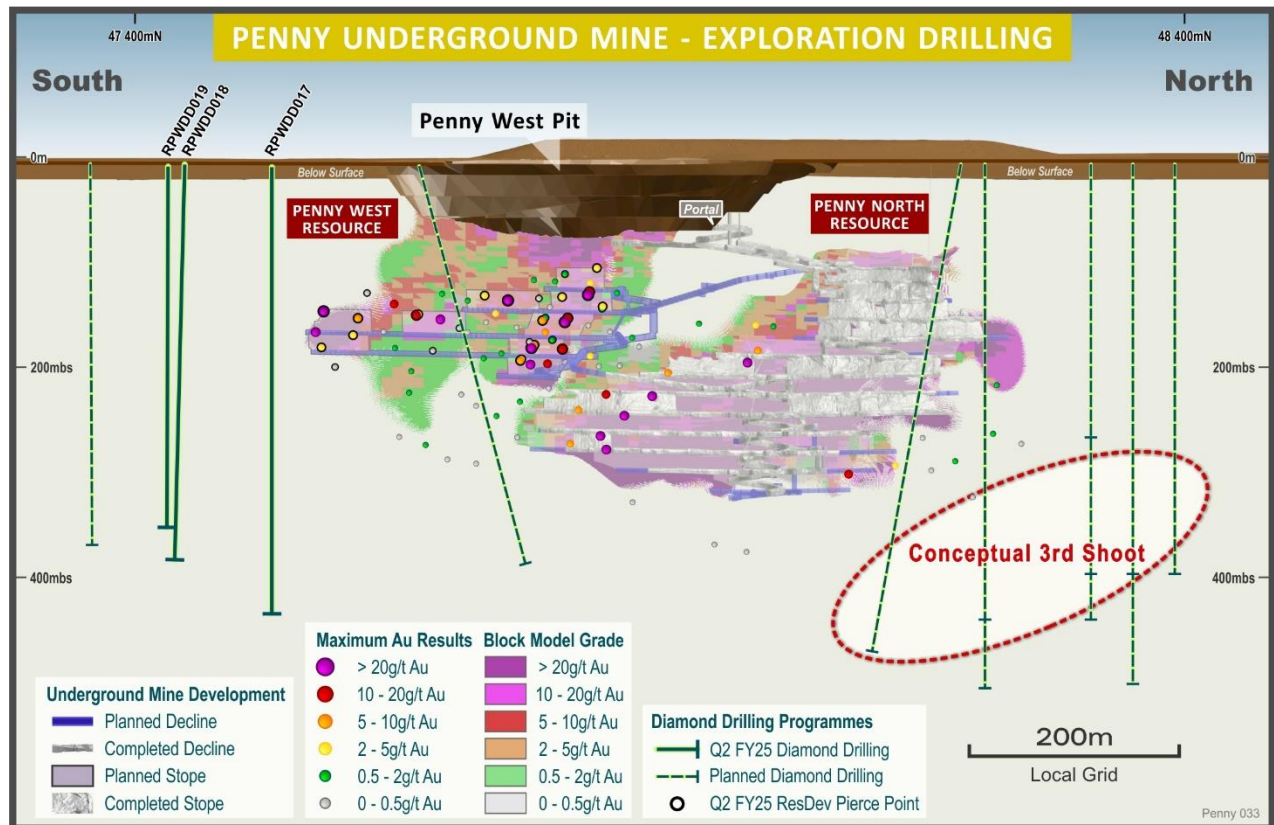 47 400mN
48 400mN
PENNY UNDERGROUND MINE - EXPLORATION DRILLING
South
North
RPWDD019
RPWDD018
RPWDD017
Penny West Pit
0m
0m
Below Surface
Below Surface
PENNY WEST
RESOURCE
Portal
PENNY NORTH
RESOURCE
200mbs
200mbs
Conceptual 3rd Shoot
400mbs
400mbs
Underground Mine Development
Planned Decline
Completed Decline
Planned Stope
Completed Stope
Maximum Au Results
> 20g/t Au
10 - 20g/t Au
5 - 10g/t Au
2 - 5g/t Au
0.5 - 2g/t Au
0 - 0.5g/t Au
Block Model Grade
> 20g/t Au
10 - 20g/t Au
5 - 10g/t Au
2 - 5g/t Au
0.5 - 2g/t Au
0 - 0.5g/t Au
Diamond Drilling Programmes
Q2 FY25 Diamond Drilling
Planned Diamond Drilling
Q2 FY25 ResDev Pierce Point
200m
Local Grid
Penny 033